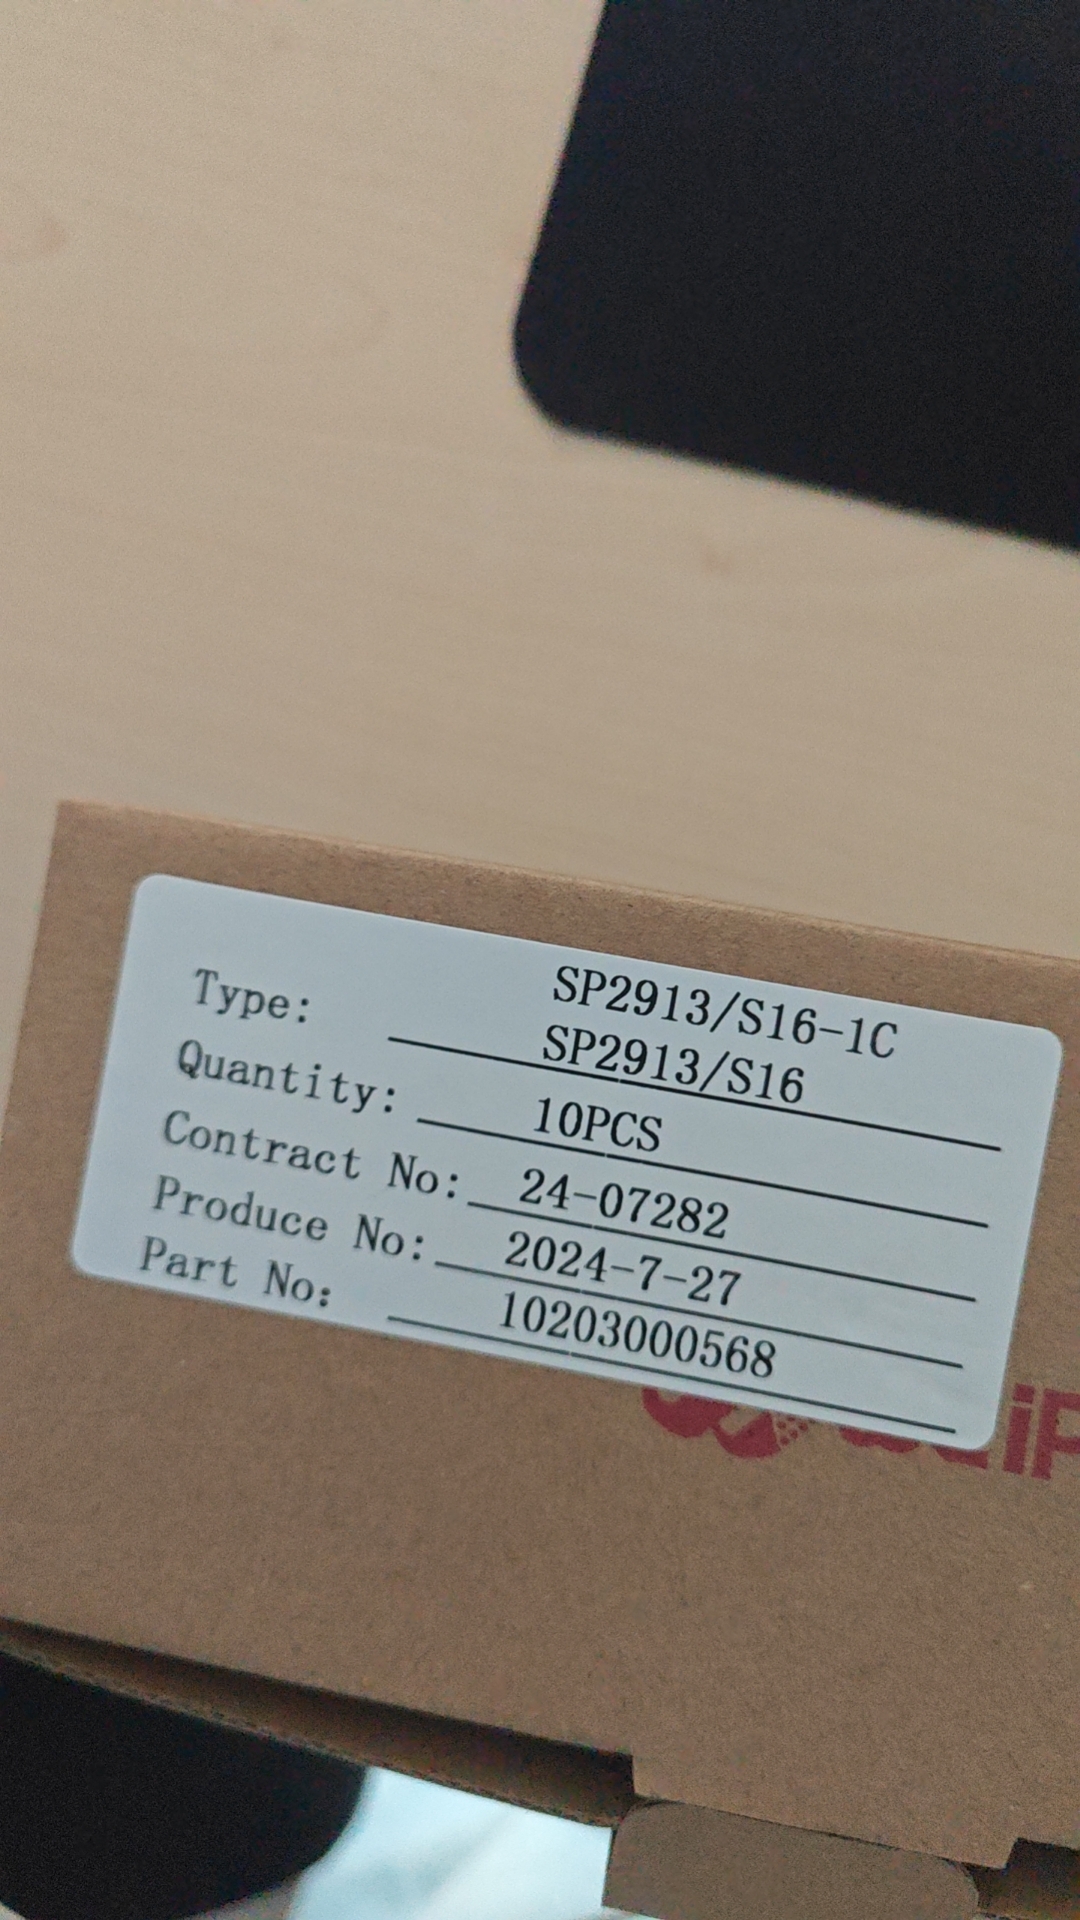 Type: SP2913/S16-1C
SP2913/S16
Quantity: 10PCS
Contract No: 24-07282
Produce No: 2024-7-27
Part No: 10203000568